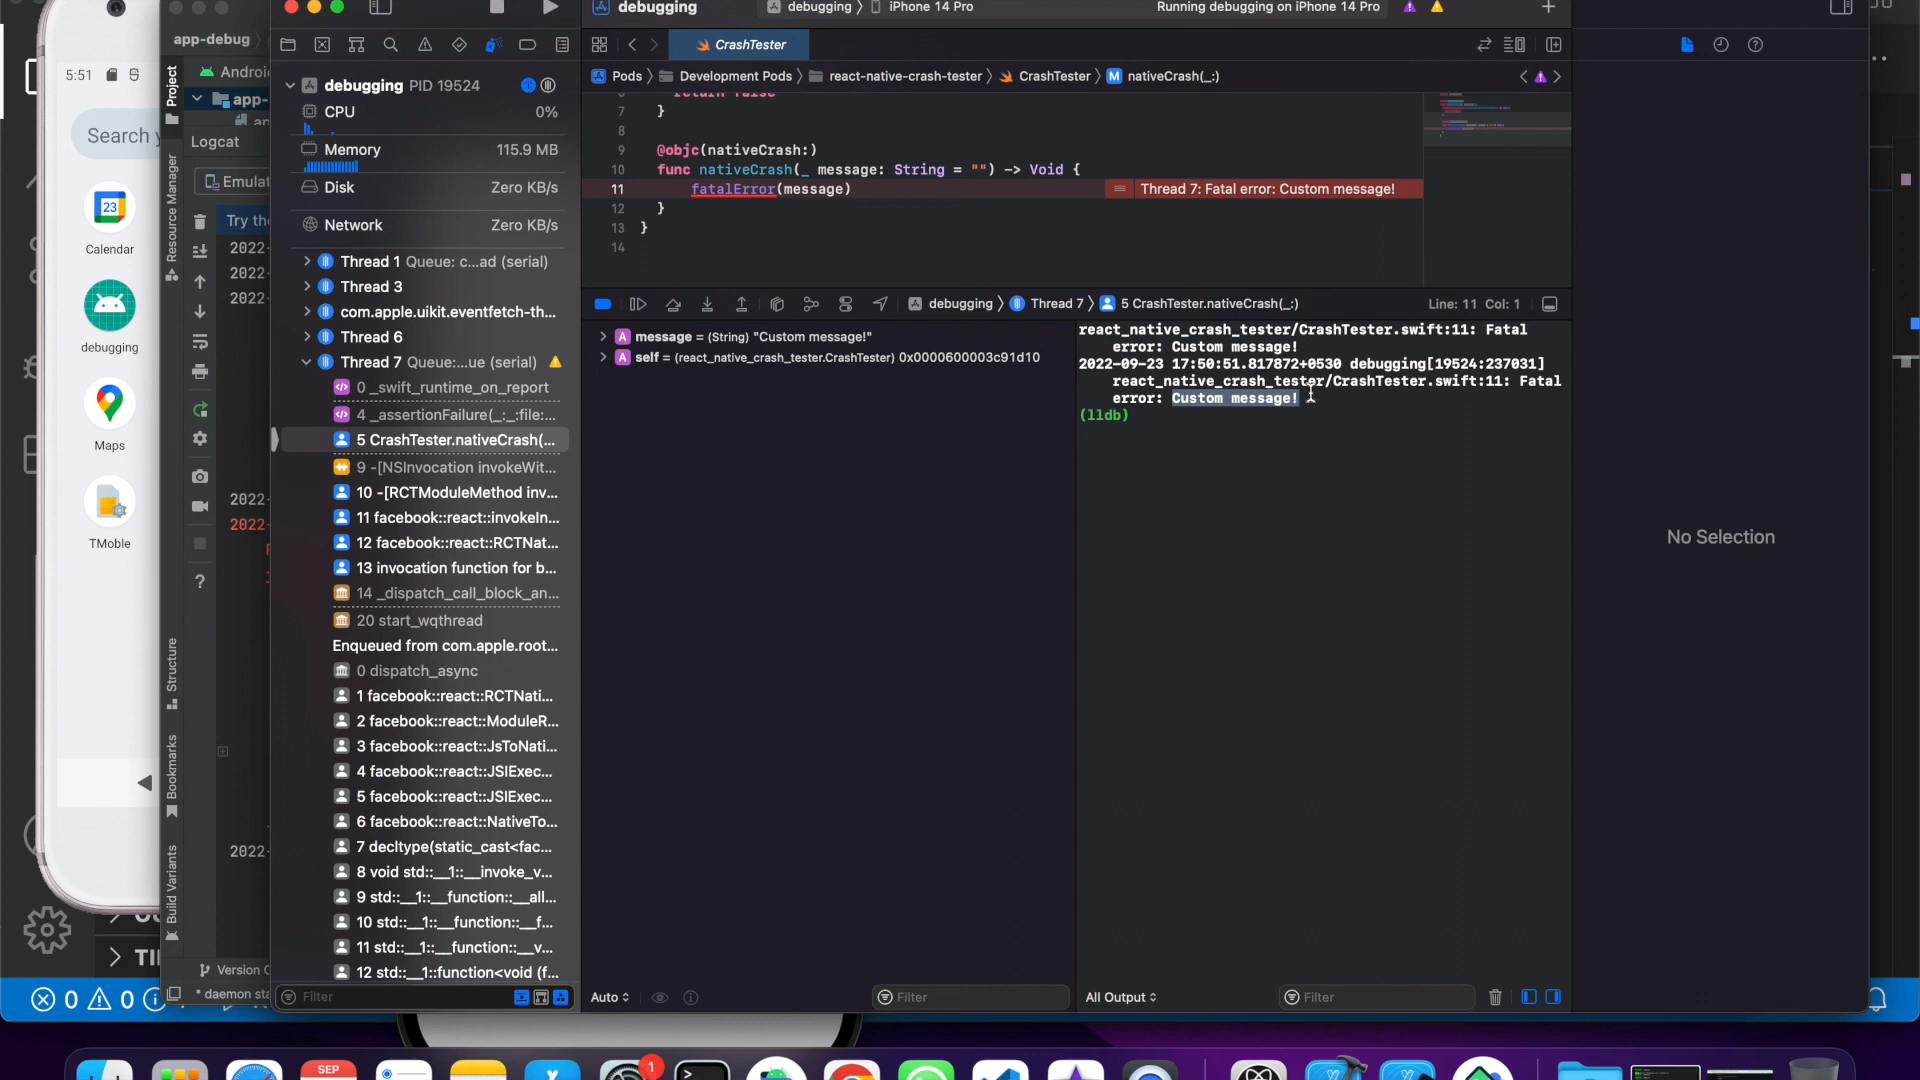 debugging
debugging
iPhone 14 Pro
Running debugging on iPhone 14 Pro
app-debug
CrashTester
Pods
Development Pods
react-native-crash-tester
CrashTester
nativeCrash(_:)
5:51
Search
23
Calendar
debugging
Maps
TMoble
Project
Resource Manager
Structure
Bookmarks
Build Variants
Logcat
Try
2022-
2022-
2022-
2022-
2022-
2022-
debugging PID 19524
CPU 0%
Memory 115.9 MB
Disk Zero KB/s
Network Zero KB/s
Thread 1 Queue: c...ad (serial)
Thread 3
com.apple.uikit.eventfetch-th...
Thread 6
Thread 7 Queue:...ue (serial)
0 _swift_runtime_on_report
4 _assertionFailure(_:_:file:...
5 CrashTester.nativeCrash(...
9 -[NSInvocation invokeWit...
10 -[RCTModuleMethod inv...
11 facebook::react::invokeIn...
12 facebook::react::RCTNat...
13 invocation function for b...
14 _dispatch_call_block_an...
20 start_wqthread
Enqueued from com.apple.root...
0 dispatch_async
1 facebook::react::RCTNati...
2 facebook::react::ModuleR...
3 facebook::react::JsToNati...
4 facebook::react::JSIExec...
5 facebook::react::JSIExec...
6 facebook::react::NativeTo...
7 decltype(static_cast<fac...
8 void std::__1::__invoke_v...
9 std::__1::__function::__all...
10 std::__1::__function::__f...
11 std::__1::__function::__v...
12 std::__1::function<void (f...
Filter
7 }
8
9 @objc(nativeCrash:)
10 func nativeCrash(_ message: String = "") -> Void {
11 fatalError(message)
Thread 7: Fatal error: Custom message!
12 }
13 }
14
debugging
Thread 7
5 CrashTester.nativeCrash(_:)
Line: 11 Col: 1
A message = (String) "Custom message!"
A self = (react_native_crash_tester.CrashTester) 0x0000600003c91d10
react_native_crash_tester/CrashTester.swift:11: Fatal
error: Custom message!
2022-09-23 17:50:51.817872+0530 debugging[19524:237031]
react_native_crash_tester/CrashTester.swift:11: Fatal
error: Custom message!
(lldb)
No Selection
Auto
Filter
All Output
Filter
Version
* daemon sta
0
0
SEP
1